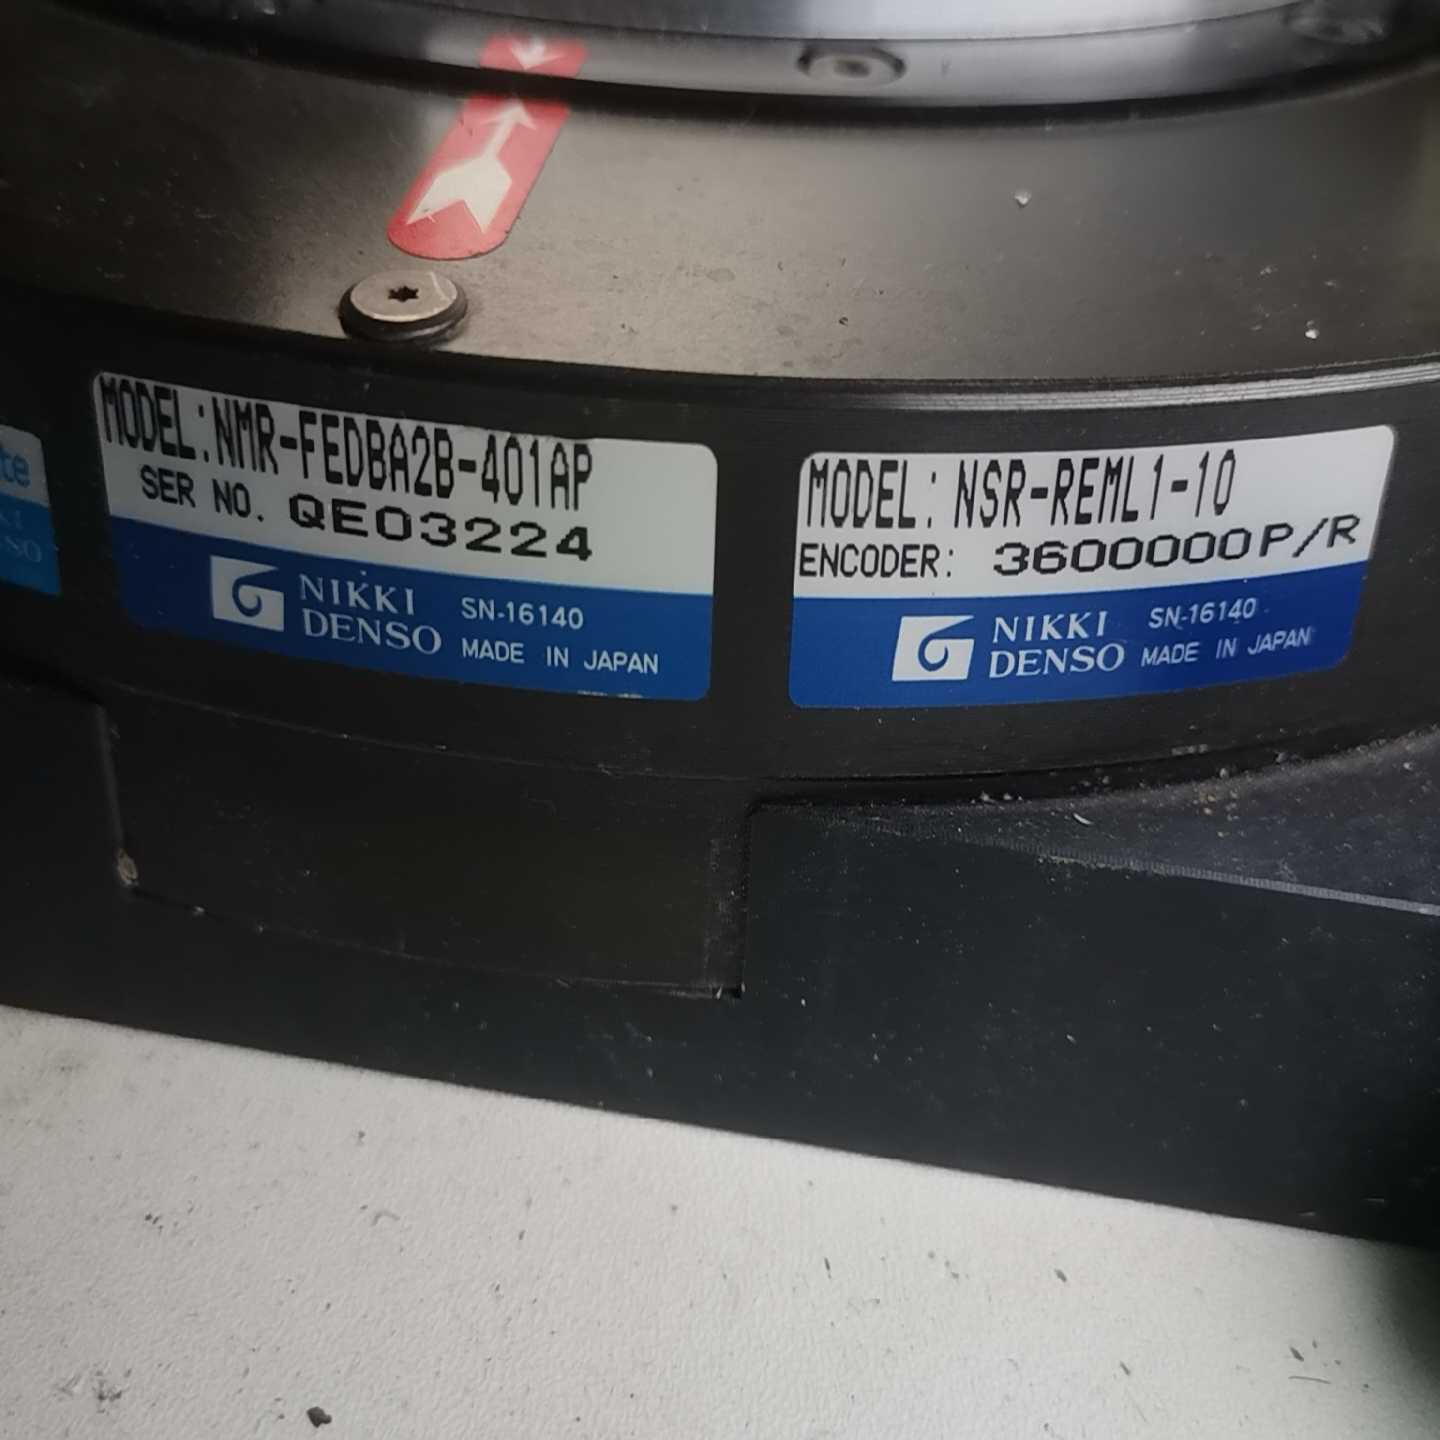 MODEL:NMR-FEDBA2B-401AP
SER NO. QE03224
NIKKI
DENSO
SN-16140
MADE IN JAPAN
MODEL: NSR-REML1-10
ENCODER: 3600000P/R
NIKKI
DENSO
SN-16140
MADE IN JAPAN